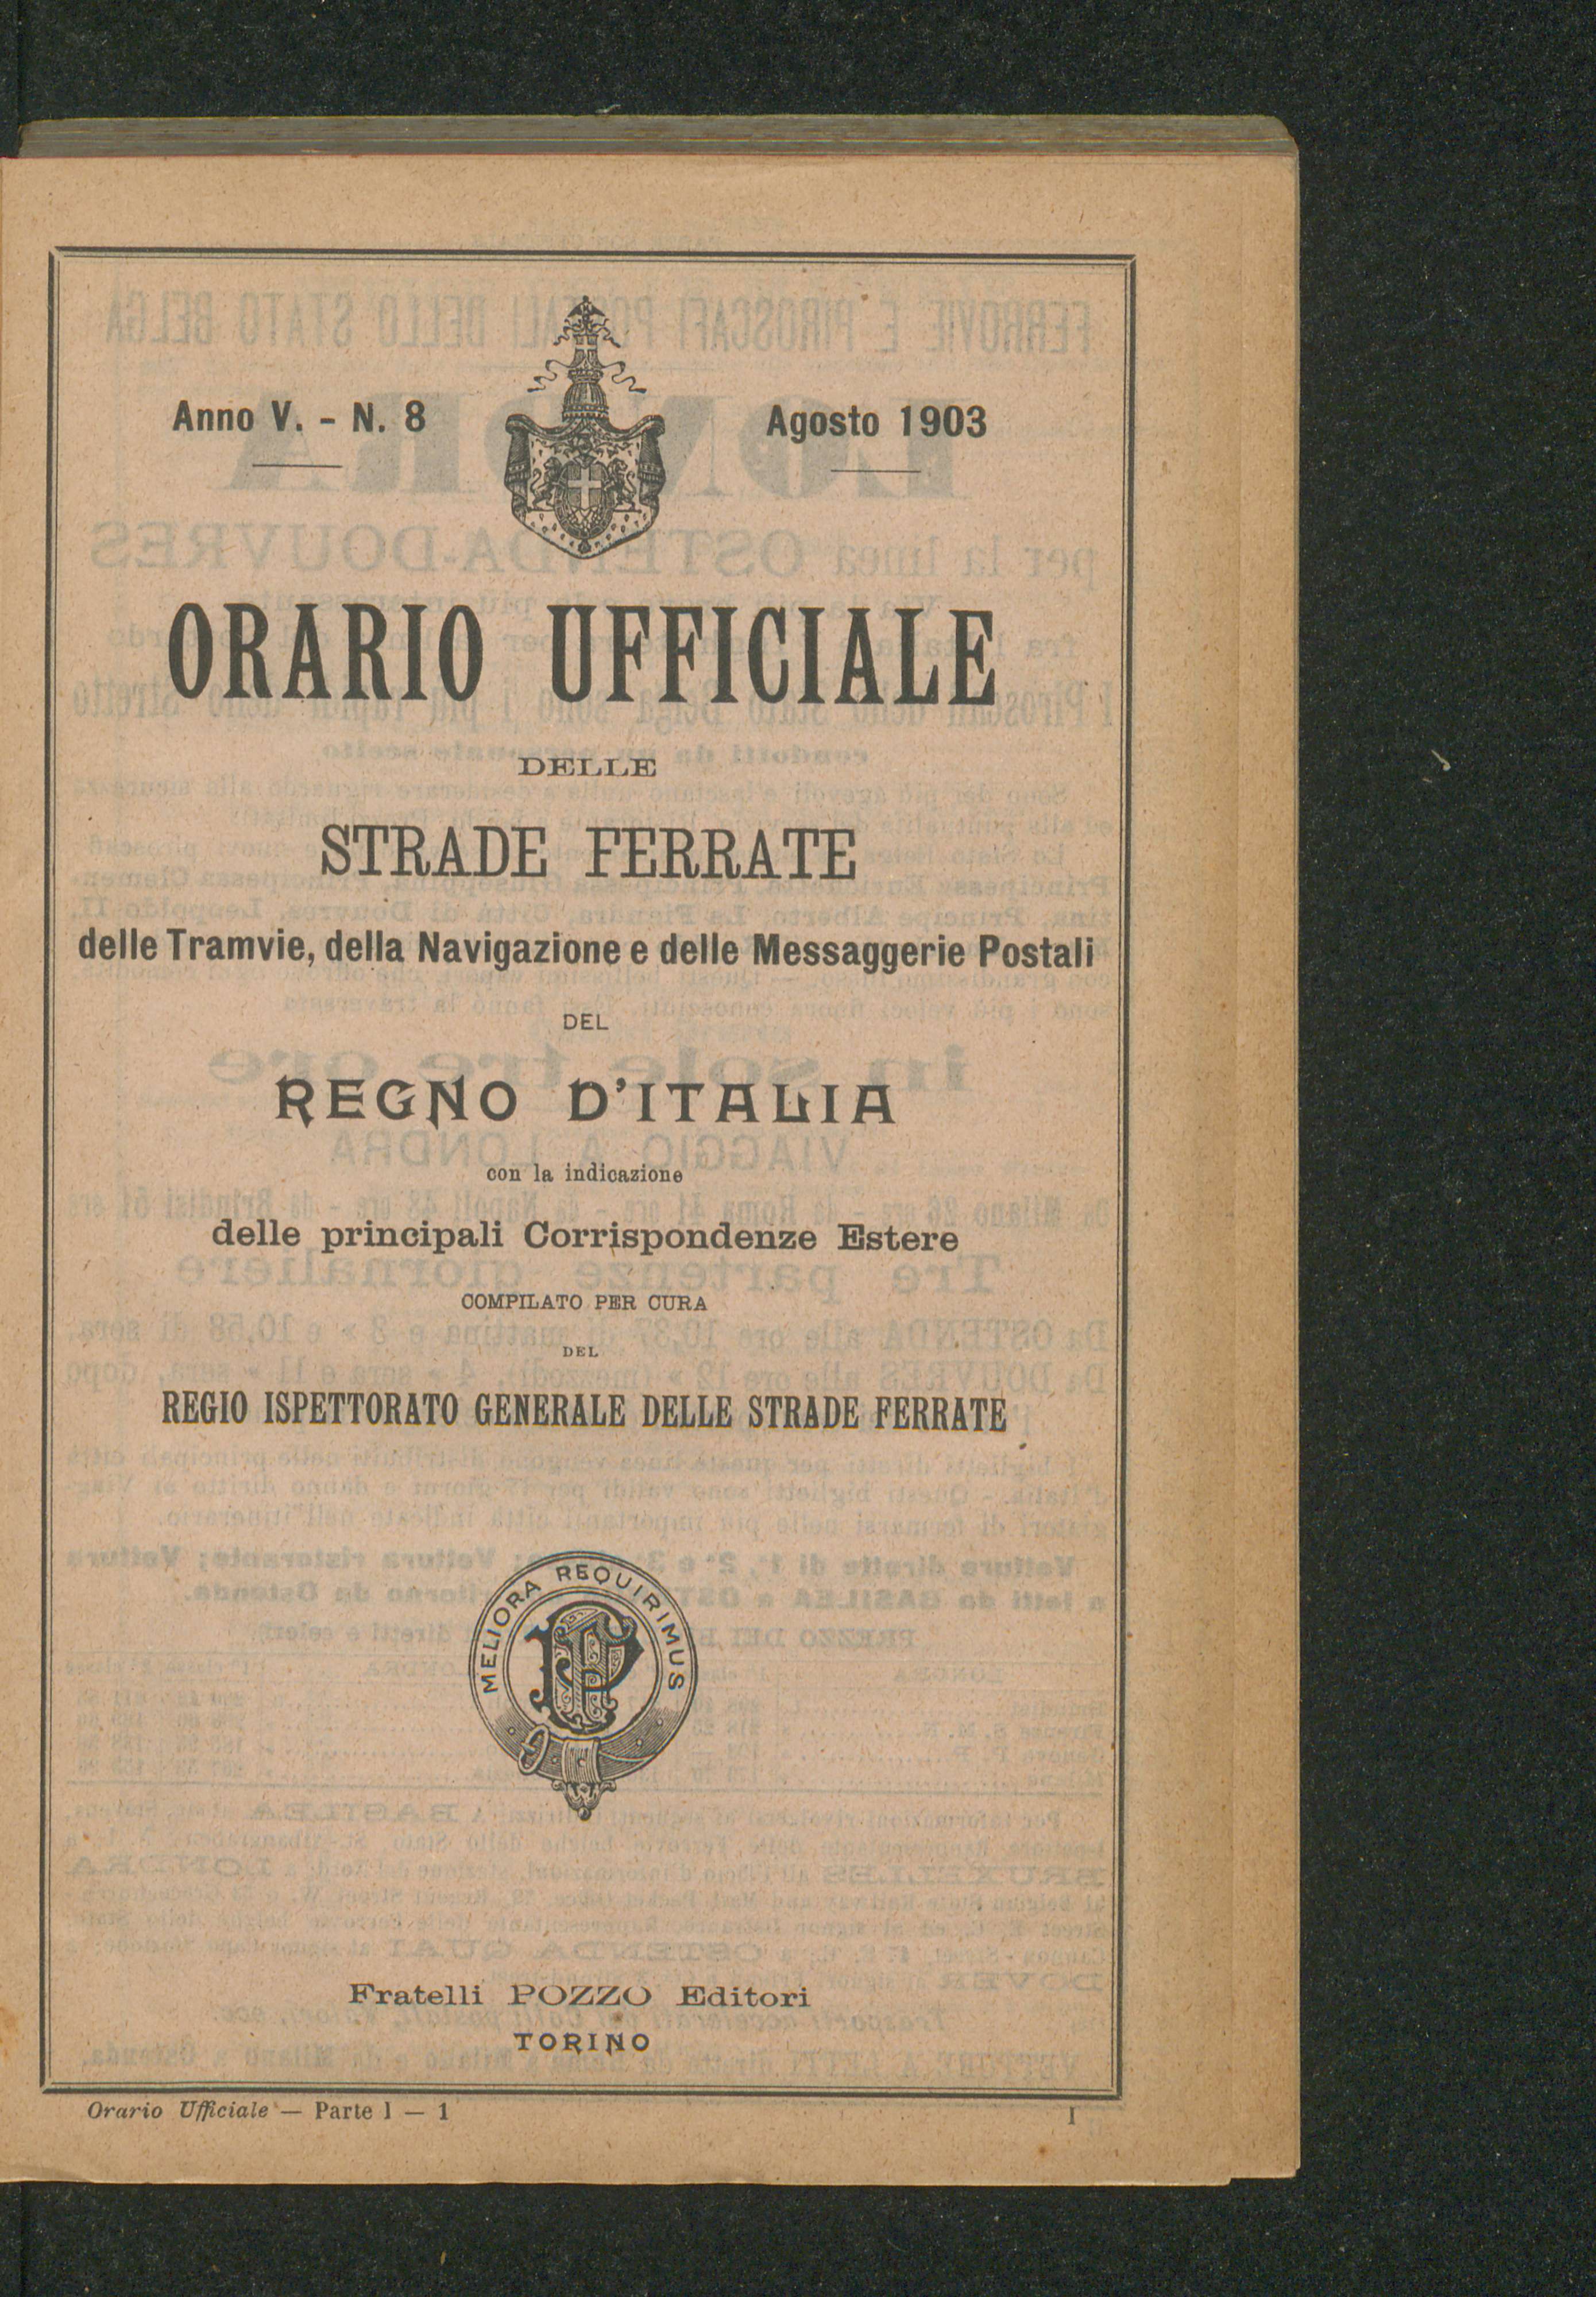 Anno V. - N. 8
Agosto 1903
ORARIO UFFICIALE
DELLE
STRADE FERRATE
delle Tramvie, della Navigazione e delle Messaggerie Postali
DEL
REGNO D'ITALIA
con la indicazione
delle principali Corrispondenze Estere
COMPILATO PER CURA
DEL
REGIO ISPETTORATO GENERALE DELLE STRADE FERRATE
MELIORA REQUIRIMUS
FP
Fratelli POZZO Editori
TORINO
Orario Ufficiale — Parte I — 1
I